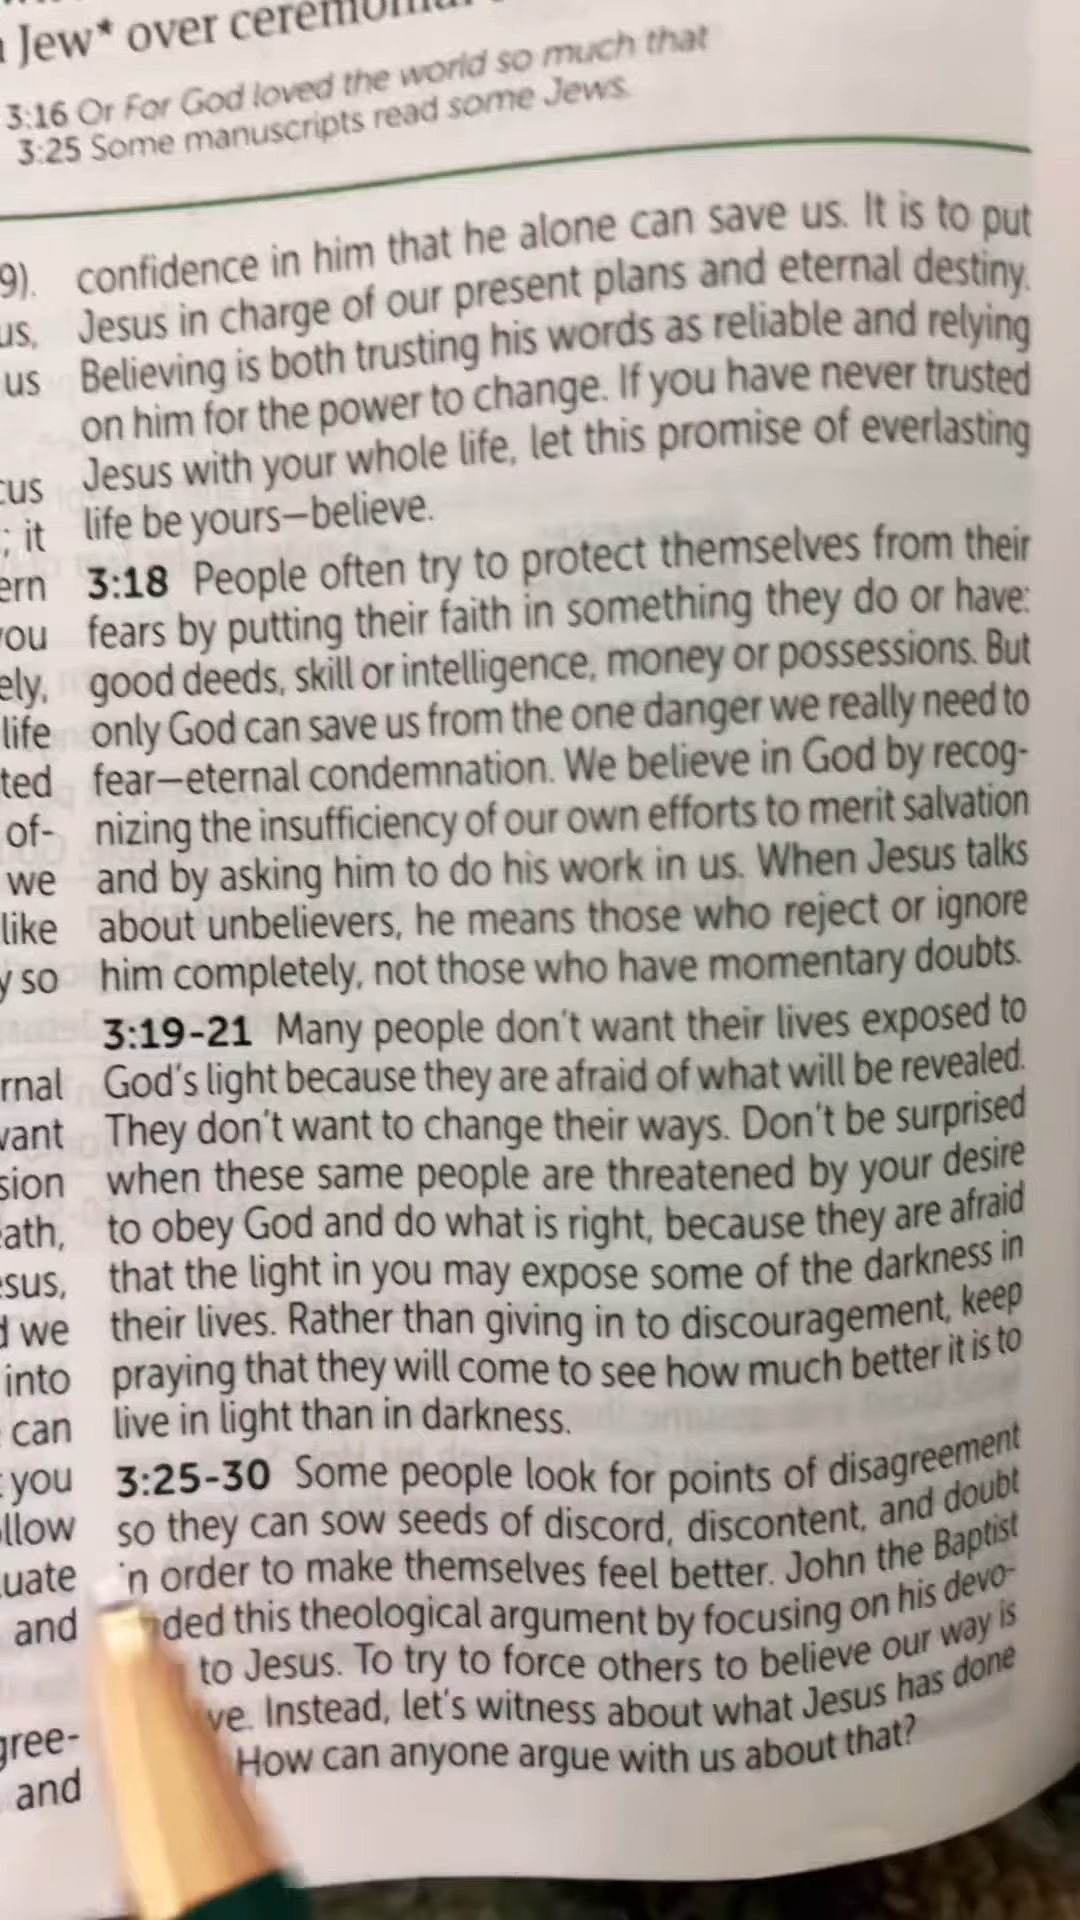 Jew* over
3:16 Or For God loved the world so much that
3:25 Some manuscripts read some Jews.
9).
us,
us
it
ern
you
ely,
life
ted
of-
we
like
so
rnal
want
sion
eath,
esus,
we
into
can
you
ollow
uate
and
gree-
and
confidence in him that he alone can save us. It is to put
Jesus in charge of our present plans and eternal destiny.
Believing is both trusting his words as reliable and relying
on him for the power to change. If you have never trusted
Jesus with your whole life, let this promise of everlasting
life be yours—believe.
3:18 People often try to protect themselves from their
fears by putting their faith in something they do or have:
good deeds, skill or intelligence, money or possessions. But
only God can save us from the one danger we really need to
fear—eternal condemnation. We believe in God by recog-
nizing the insufficiency of our own efforts to merit salvation
and by asking him to do his work in us. When Jesus talks
about unbelievers, he means those who reject or ignore
him completely, not those who have momentary doubts.
3:19-21 Many people don't want their lives exposed to
God's light because they are afraid of what will be revealed.
They don't want to change their ways. Don't be surprised
when these same people are threatened by your desire
to obey God and do what is right, because they are afraid
that the light in you may expose some of the darkness in
their lives. Rather than giving in to discouragement, keep
praying that they will come to see how much better it is to
live in light than in darkness.
3:25-30 Some people look for points of disagreement
so they can sow seeds of discord, discontent, and doubt
in order to make themselves feel better. John the Baptist
ded this theological argument by focusing on his devo-
to Jesus. To try to force others to believe our way is
ve. Instead, let's witness about what Jesus has done
How can anyone argue with us about that?